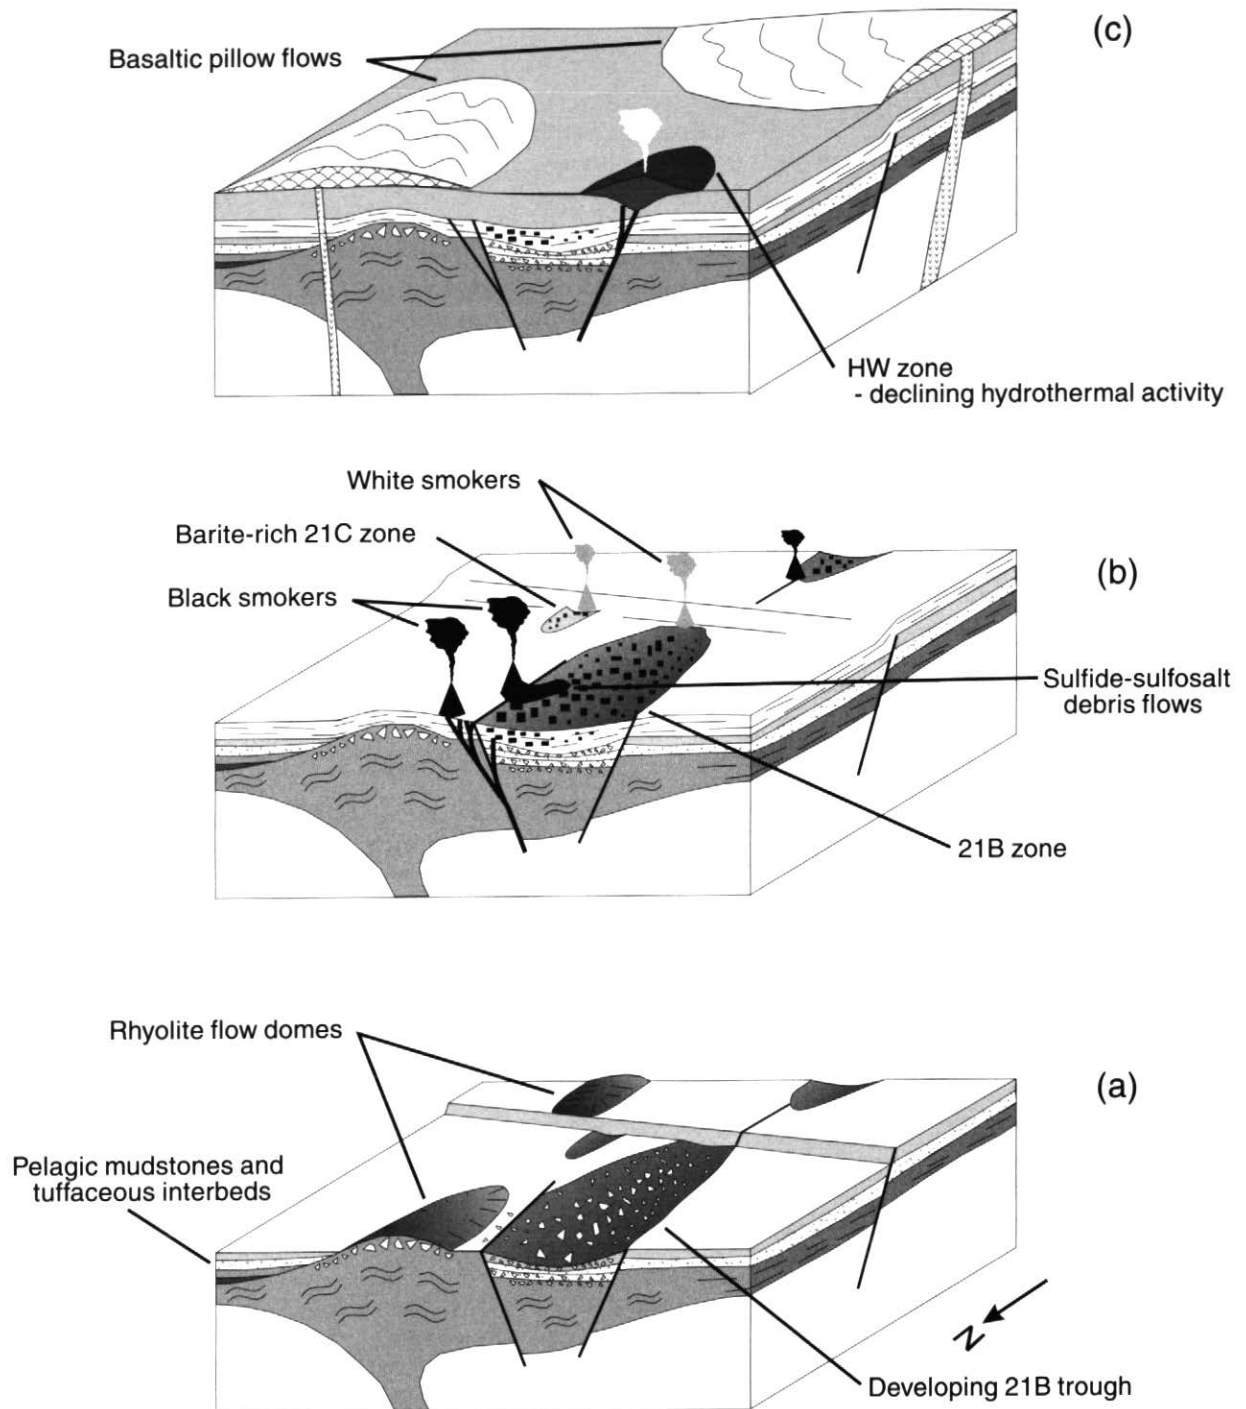 (c)
Basaltic pillow flows
HW zone
- declining hydrothermal activity
White smokers
Barite-rich 21C zone
(b)
Black smokers
Sulfide-sulfosalt
debris flows
21B zone
Rhyolite flow domes
(a)
Pelagic mudstones and
tuffaceous interbeds
N
Developing 21B trough